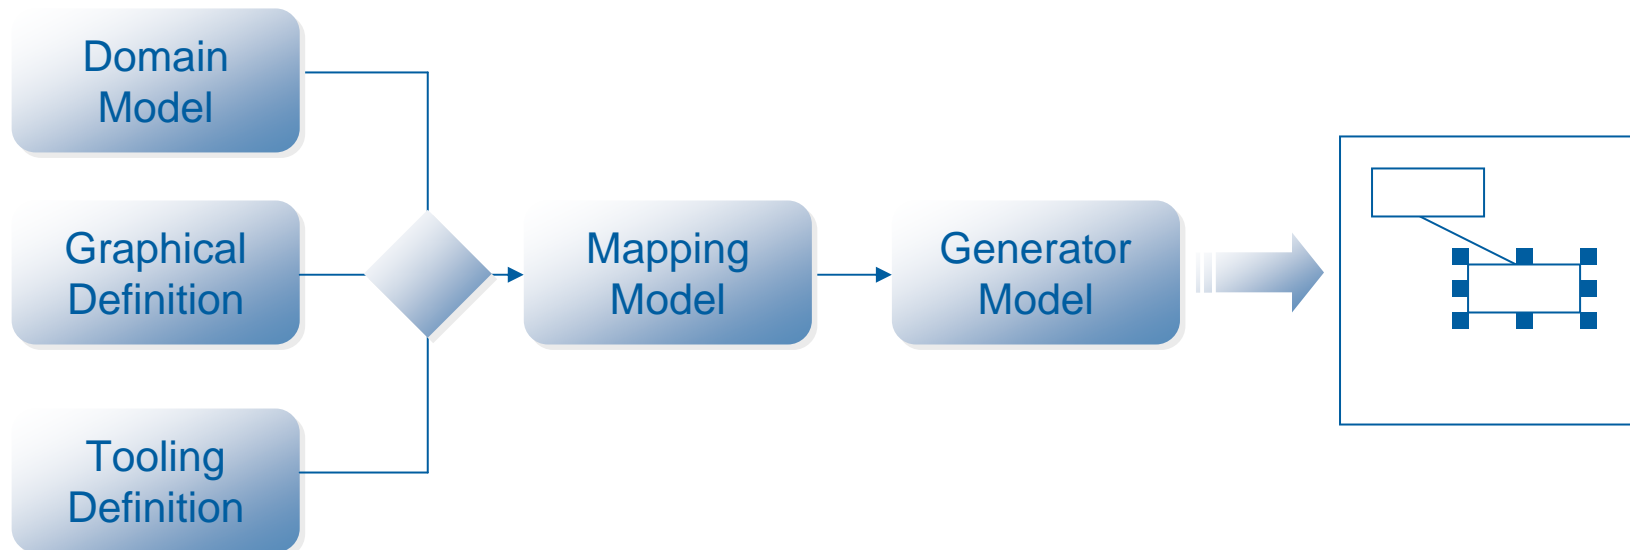 Domain
Model
Graphical
Definition
Tooling
Definition
Mapping
Model
Generator
Model